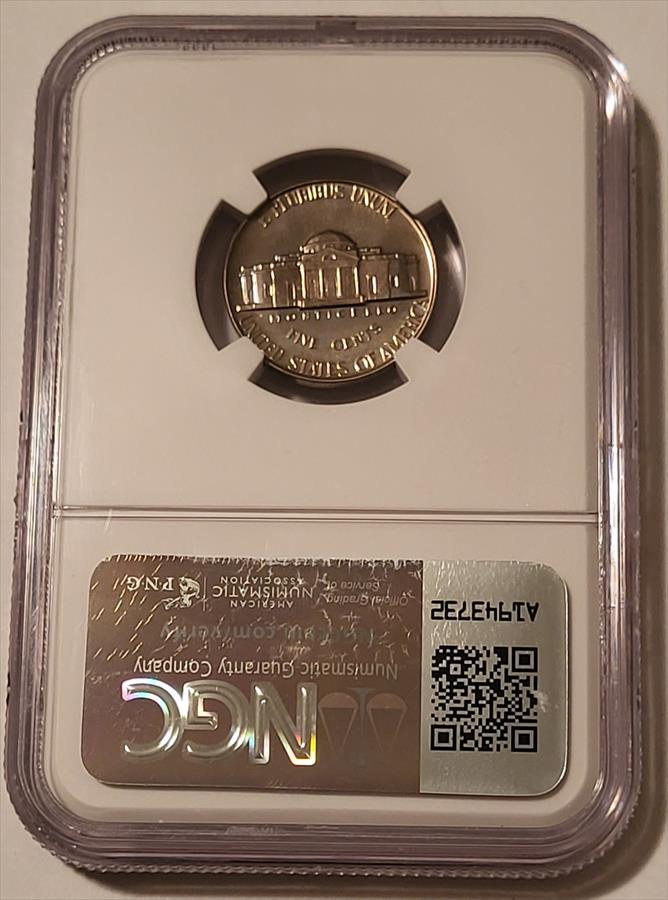 E PLURIBUS UNUM
MONTICELLO
FIVE CENTS
UNITED STATES OF AMERICA
A1943732
NGC
Numismatic Guaranty Company
Official Grading
Service of
AMERICAN
NUMISMATIC
ASSOCIATION
PNG